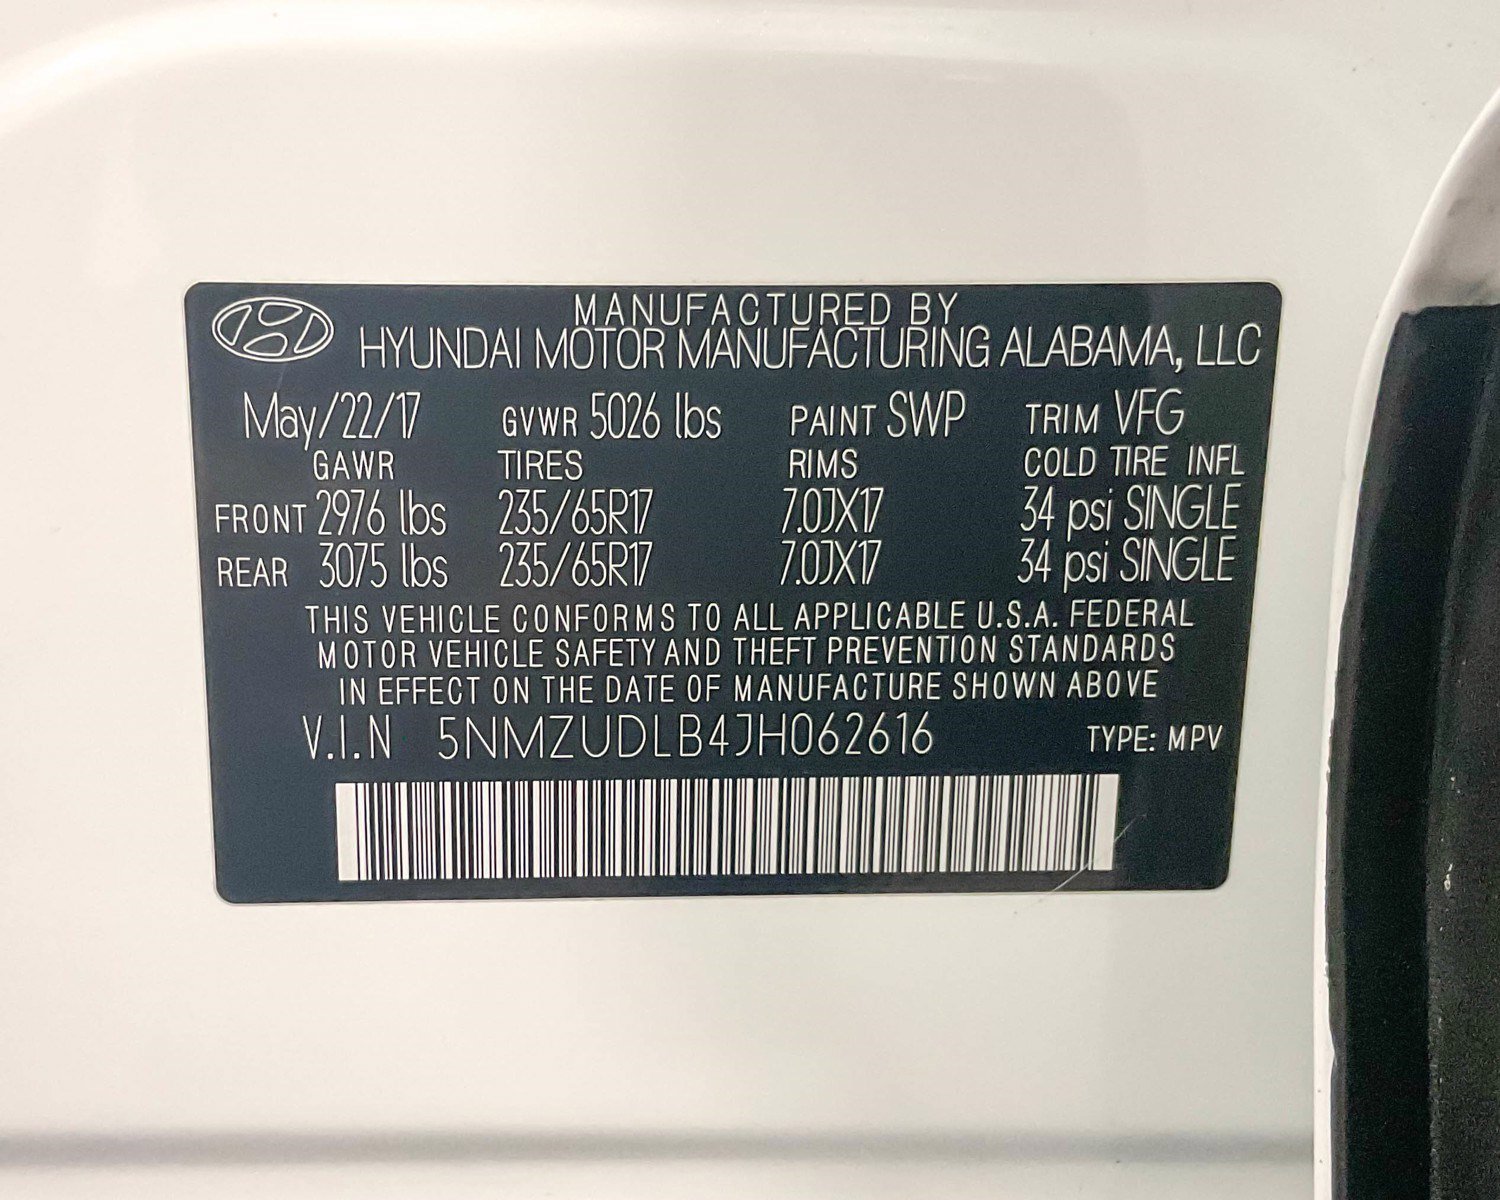 MANUFACTURED BY
HYUNDAI MOTOR MANUFACTURING ALABAMA, LLC
May/22/17 GVWR 5026 lbs PAINT SWP TRIM VFG
GAWR TIRES RIMS COLD TIRE INFL
FRONT 2976 lbs 235/65R17 7.0JX17 34 psi SINGLE
REAR 3075 lbs 235/65R17 7.0JX17 34 psi SINGLE
THIS VEHICLE CONFORMS TO ALL APPLICABLE U.S.A. FEDERAL
MOTOR VEHICLE SAFETY AND THEFT PREVENTION STANDARDS
IN EFFECT ON THE DATE OF MANUFACTURE SHOWN ABOVE
V.I.N 5NMZUDLB4JH062616 TYPE: MPV